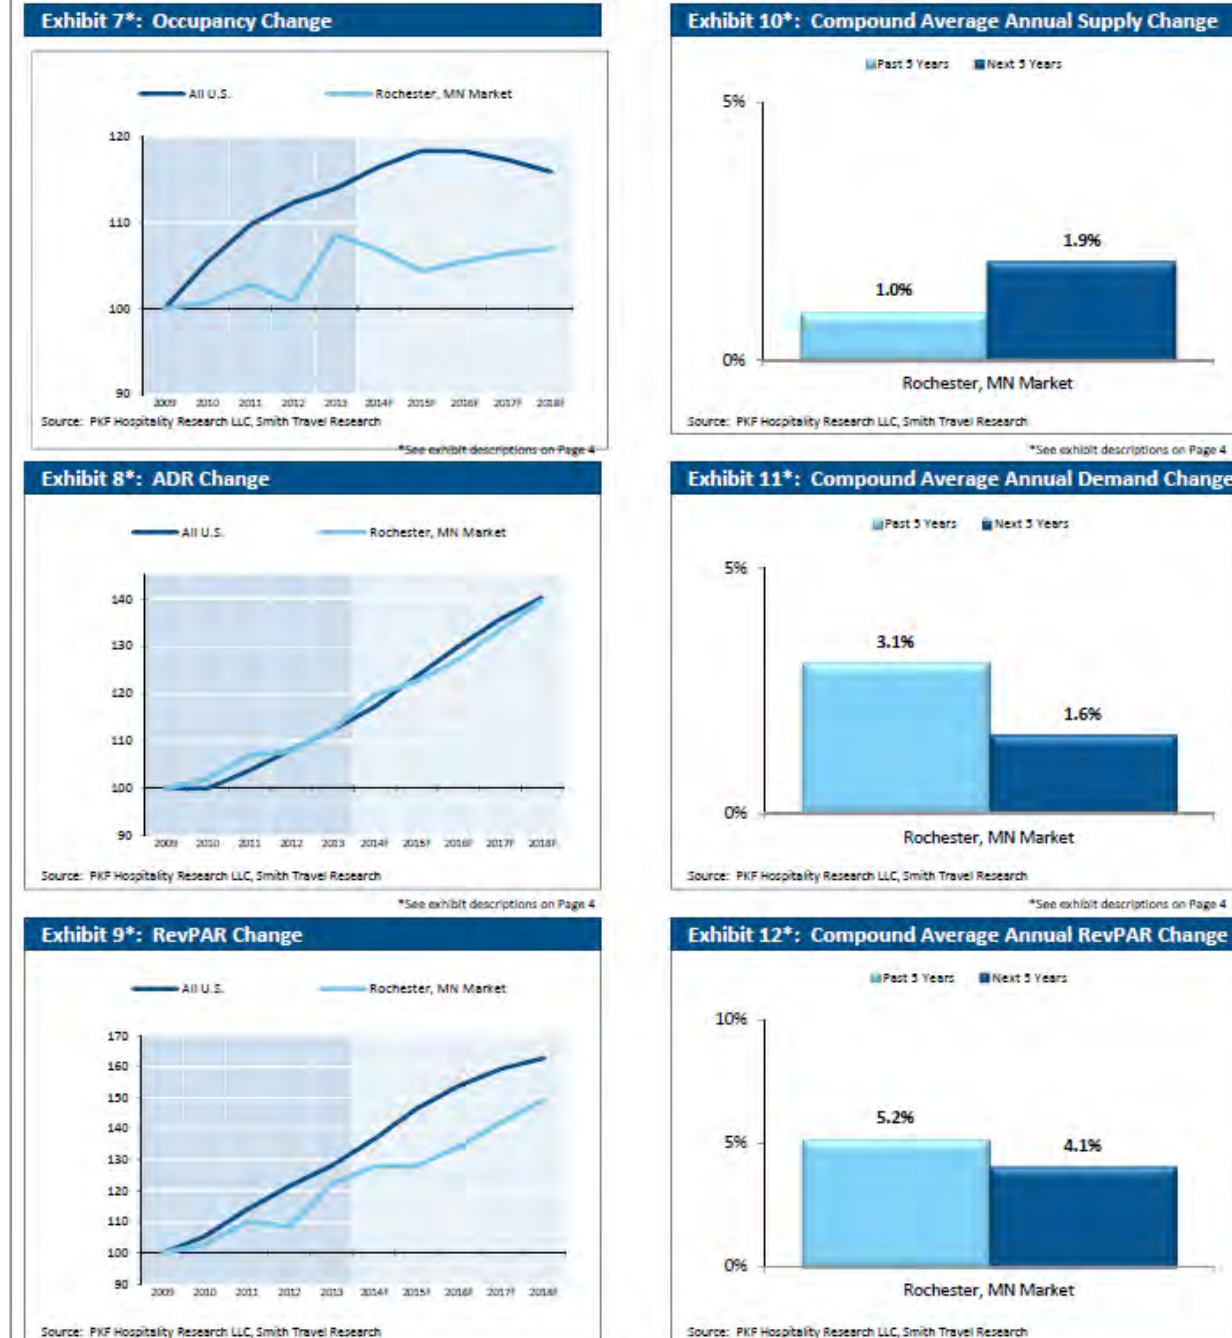 Exhibit 7*: Occupancy Change
All U.S. Rochester, MN Market
120
110
100
90
2009 2010 2011 2012 2013 2014F 2015F 2016F 2017F 2018F
Source: PKF Hospitality Research LLC, Smith Travel Research
*See exhibit descriptions on Page 4
Exhibit 8*: ADR Change
All U.S. Rochester, MN Market
140
130
120
110
100
90
2009 2010 2011 2012 2013 2014F 2015F 2016F 2017F 2018F
Source: PKF Hospitality Research LLC, Smith Travel Research
*See exhibit descriptions on Page 4
Exhibit 9*: RevPAR Change
All U.S. Rochester, MN Market
170
160
150
140
130
120
110
100
90
2009 2010 2011 2012 2013 2014F 2015F 2016F 2017F 2018F
Source: PKF Hospitality Research LLC, Smith Travel Research
Exhibit 10*: Compound Average Annual Supply Change
Past 5 Years Next 5 Years
5%
1.9%
1.0%
0%
Rochester, MN Market
Source: PKF Hospitality Research LLC, Smith Travel Research
*See exhibit descriptions on Page 4
Exhibit 11*: Compound Average Annual Demand Change
Past 5 Years Next 5 Years
5%
3.1%
1.6%
0%
Rochester, MN Market
Source: PKF Hospitality Research LLC, Smith Travel Research
*See exhibit descriptions on Page 4
Exhibit 12*: Compound Average Annual RevPAR Change
Past 5 Years Next 5 Years
10%
5.2%
5%
4.1%
0%
Rochester, MN Market
Source: PKF Hospitality Research LLC, Smith Travel Research